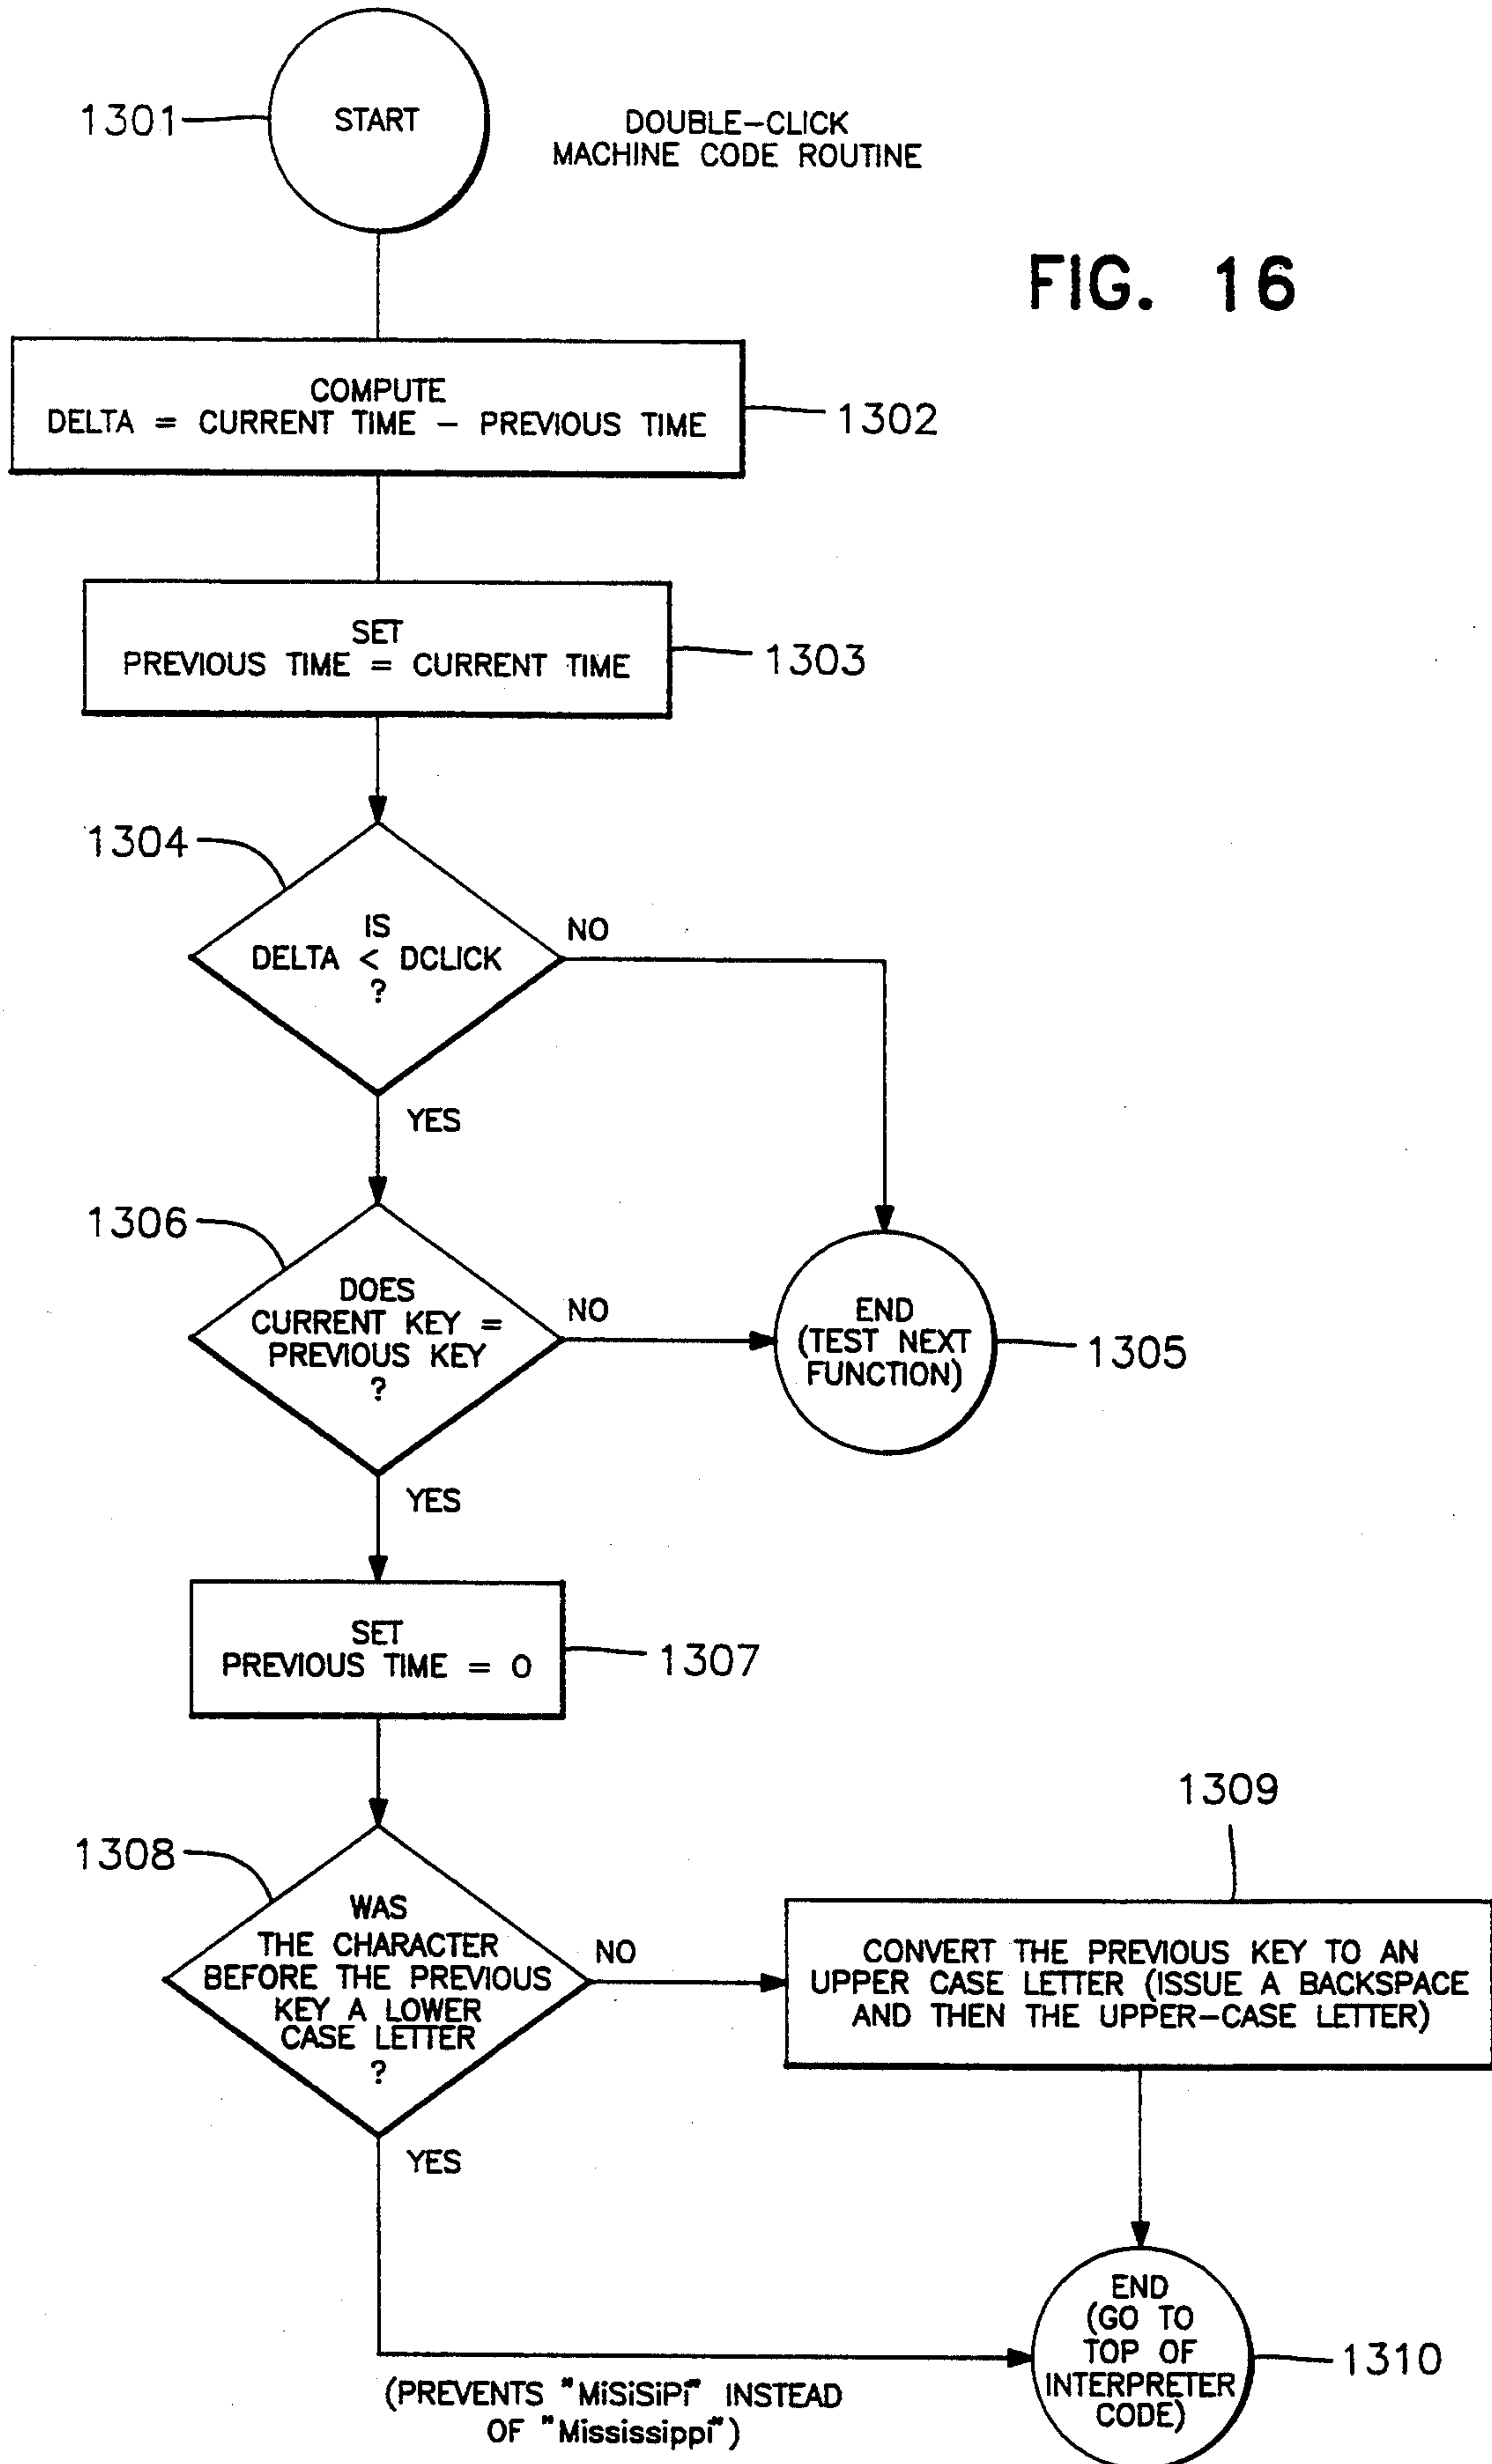 1301
START
DOUBLE-CLICK
MACHINE CODE ROUTINE
FIG. 16
COMPUTE
DELTA = CURRENT TIME - PREVIOUS TIME
1302
SET
PREVIOUS TIME = CURRENT TIME
1303
1304
IS
DELTA < DCLICK
?
NO
YES
1306
DOES
CURRENT KEY =
PREVIOUS KEY
?
NO
END
(TEST NEXT
FUNCTION)
1305
YES
SET
PREVIOUS TIME = 0
1307
1308
WAS
THE CHARACTER
BEFORE THE PREVIOUS
KEY A LOWER
CASE LETTER
?
NO
1309
CONVERT THE PREVIOUS KEY TO AN
UPPER CASE LETTER (ISSUE A BACKSPACE
AND THEN THE UPPER-CASE LETTER)
YES
END
(GO TO
TOP OF
INTERPRETER
CODE)
1310
(PREVENTS "MiSiSiPi" INSTEAD
OF "Mississippi")